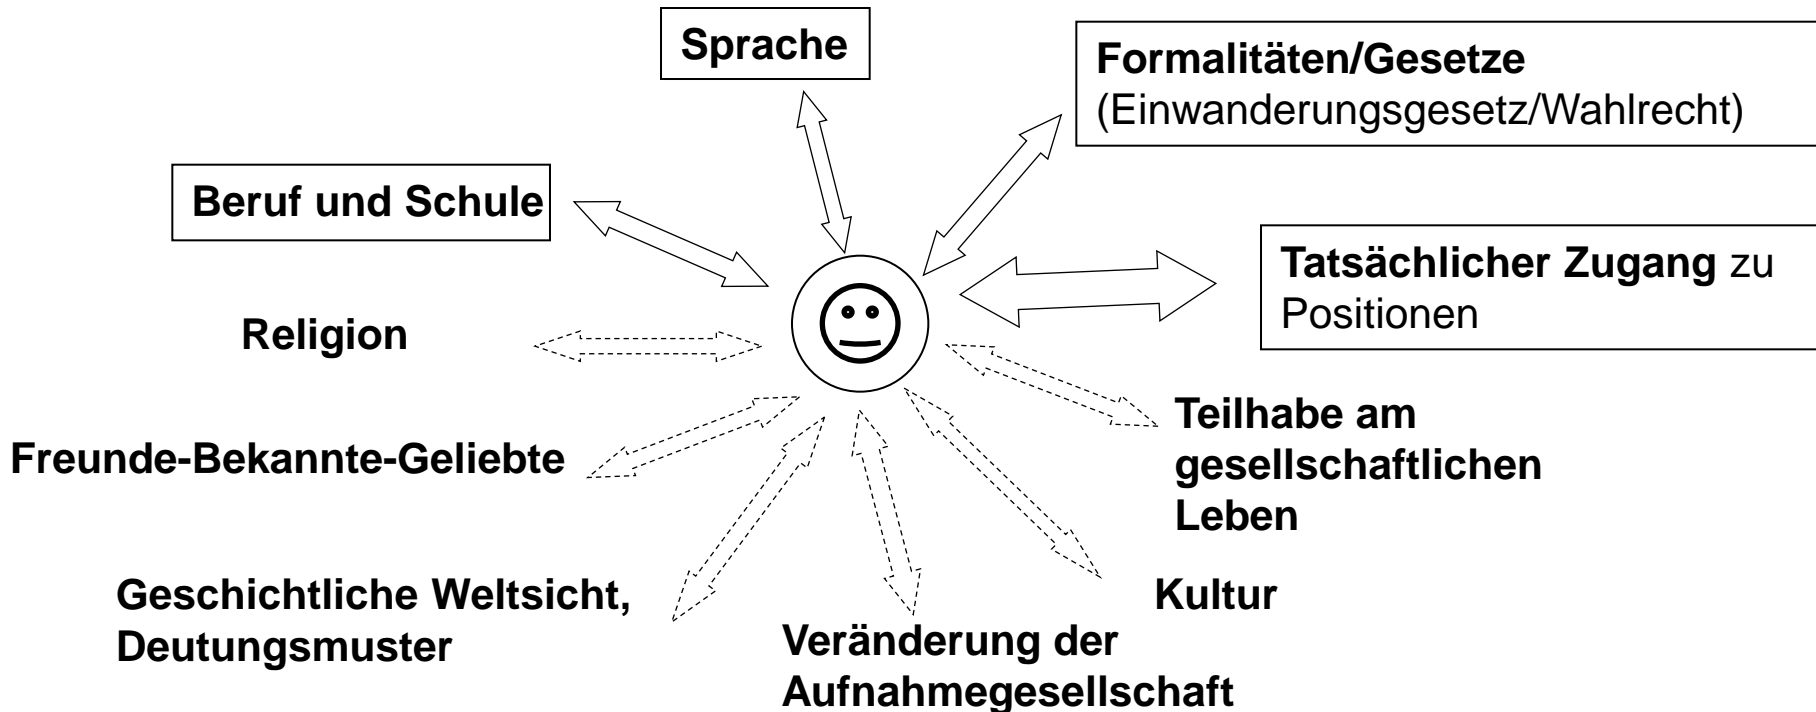 Sprache
Formalitäten/Gesetze
(Einwanderungsgesetz/Wahlrecht)
Beruf und Schule
Tatsächlicher Zugang zu
Positionen
Religion
Teilhabe am
gesellschaftlichen
Leben
Freunde-Bekannte-Geliebte
Geschichtliche Weltsicht,
Deutungsmuster
Kultur
Veränderung der
Aufnahmegesellschaft